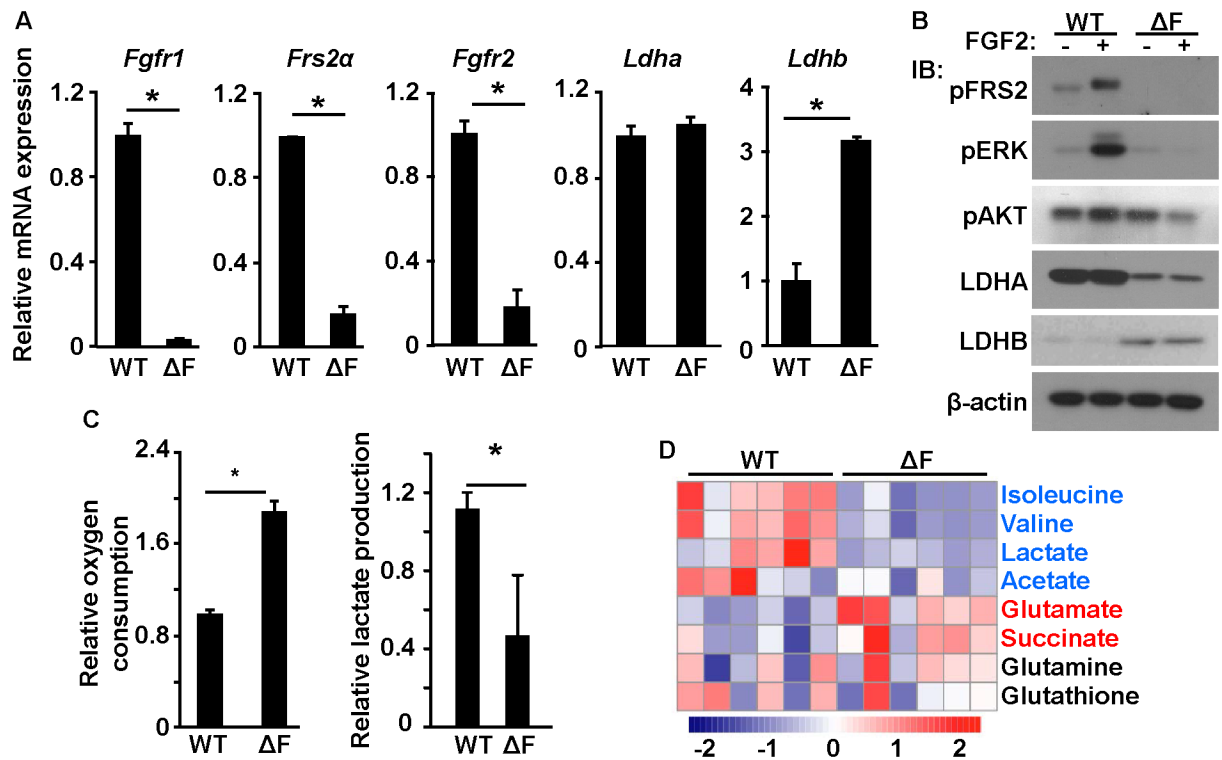 A
Fgfr1
Frs2α
Fgfr2
Ldha
Ldhb
Relative mRNA expression
1.2
1.0
0.8
0.4
0
WT ΔF
*
1.2
0.8
0.4
0
WT ΔF
*
1.2
0.8
0.4
0
WT ΔF
*
1.2
0.8
0.4
0
WT ΔF
4
3
2
1
0
WT ΔF
*
B
WT ΔF
FGF2: - + - +
IB:
pFRS2
pERK
pAKT
LDHA
LDHB
β-actin
C
Relative oxygen
consumption
2.4
1.6
0.8
0
WT ΔF
*
Relative lactate production
1.2
0.8
0.4
0
WT ΔF
*
D
WT ΔF
Isoleucine
Valine
Lactate
Acetate
Glutamate
Succinate
Glutamine
Glutathione
-2 -1 0 1 2